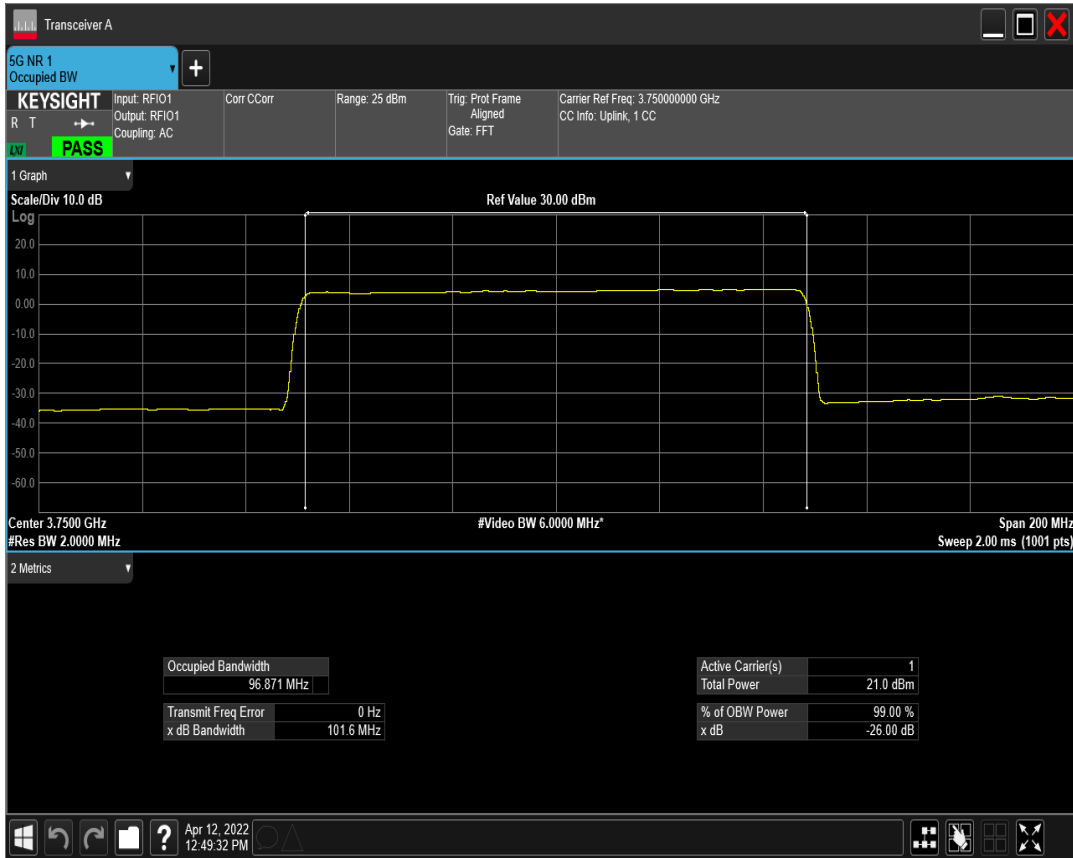 Transceiver A
5G NR 1
Occupied BW
+
KEYSIGHT
R T
LXI
PASS
Input: RFIO1
Output: RFIO1
Coupling: AC
Corr CCorr
Range: 25 dBm
Trig: Prot Frame
Aligned
Gate: FFT
Carrier Ref Freq: 3.750000000 GHz
CC Info: Uplink, 1 CC
1 Graph
Scale/Div 10.0 dB
Ref Value 30.00 dBm
Log
20.0
10.0
0.00
-10.0
-20.0
-30.0
-40.0
-50.0
-60.0
Center 3.7500 GHz
#Video BW 6.0000 MHz*
Span 200 MHz
#Res BW 2.0000 MHz
Sweep 2.00 ms (1001 pts)
2 Metrics
Occupied Bandwidth
96.871 MHz
Transmit Freq Error 0 Hz
x dB Bandwidth 101.6 MHz
Active Carrier(s) 1
Total Power 21.0 dBm
% of OBW Power 99.00 %
x dB -26.00 dB
?
Apr 12, 2022
12:49:32 PM